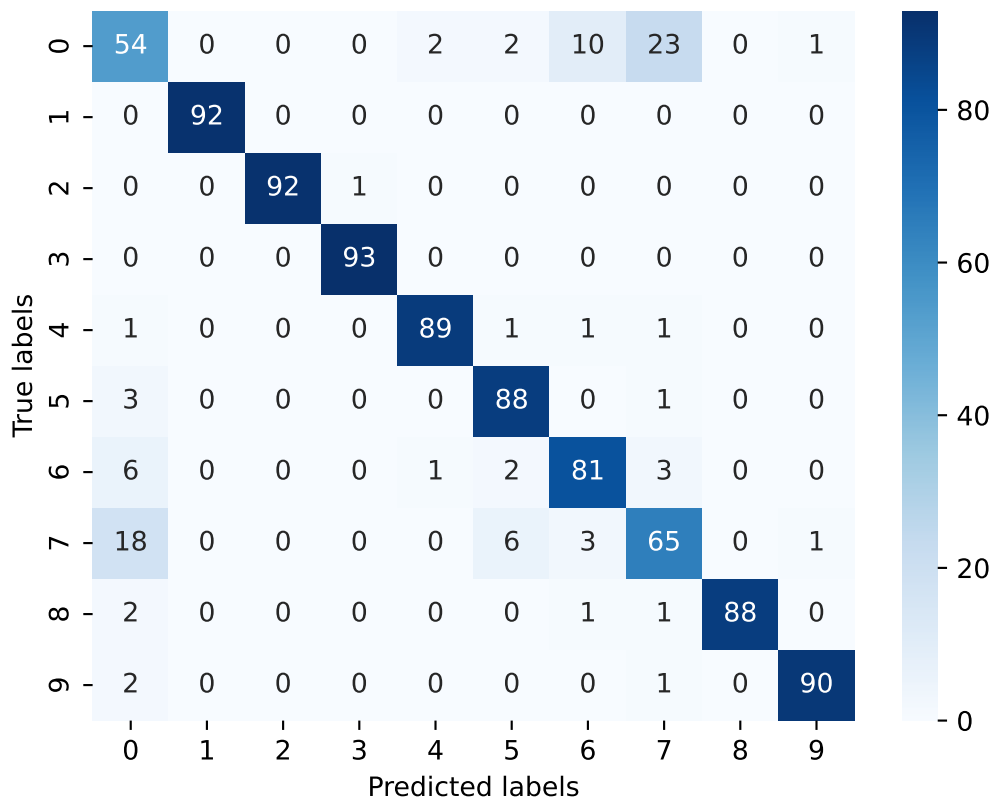 0 54 0 0 0 2 2 10 23 0 1
1 0 92 0 0 0 0 0 0 0 0
2 0 0 92 1 0 0 0 0 0 0
3 0 0 0 93 0 0 0 0 0 0
4 1 0 0 0 89 1 1 1 0 0
5 3 0 0 0 0 88 0 1 0 0
6 6 0 0 0 1 2 81 3 0 0
7 18 0 0 0 0 6 3 65 0 1
8 2 0 0 0 0 0 1 1 88 0
9 2 0 0 0 0 0 0 1 0 90
0 1 2 3 4 5 6 7 8 9
Predicted labels
True labels
80
60
40
20
0